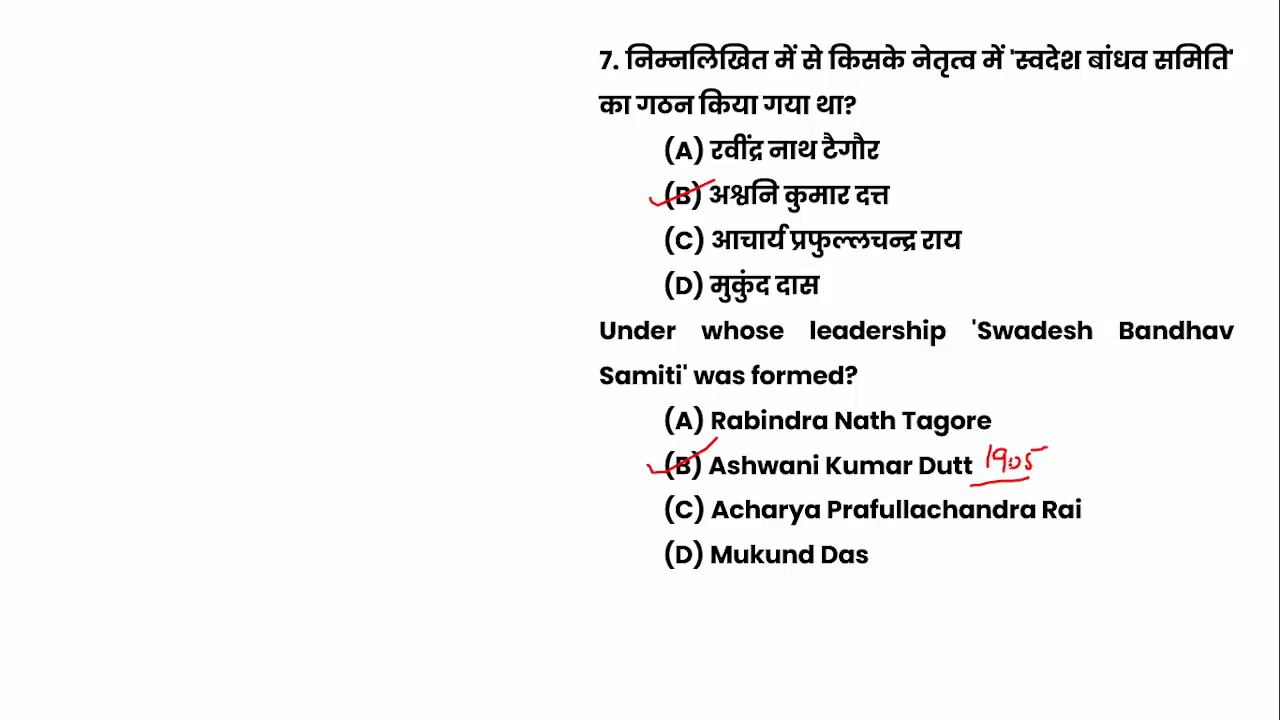 7. निम्नलिखित में से किसके नेतृत्व में 'स्वदेश बांधव समिति'
का गठन किया गया था?
(A) रवींद्र नाथ टैगौर
(B) अश्वनि कुमार दत्त
(C) आचार्य प्रफुल्लचन्द्र राय
(D) मुकुंद दास
Under whose leadership 'Swadesh Bandhav
Samiti' was formed?
(A) Rabindra Nath Tagore
(B) Ashwani Kumar Dutt 1905
(C) Acharya Prafullachandra Rai
(D) Mukund Das